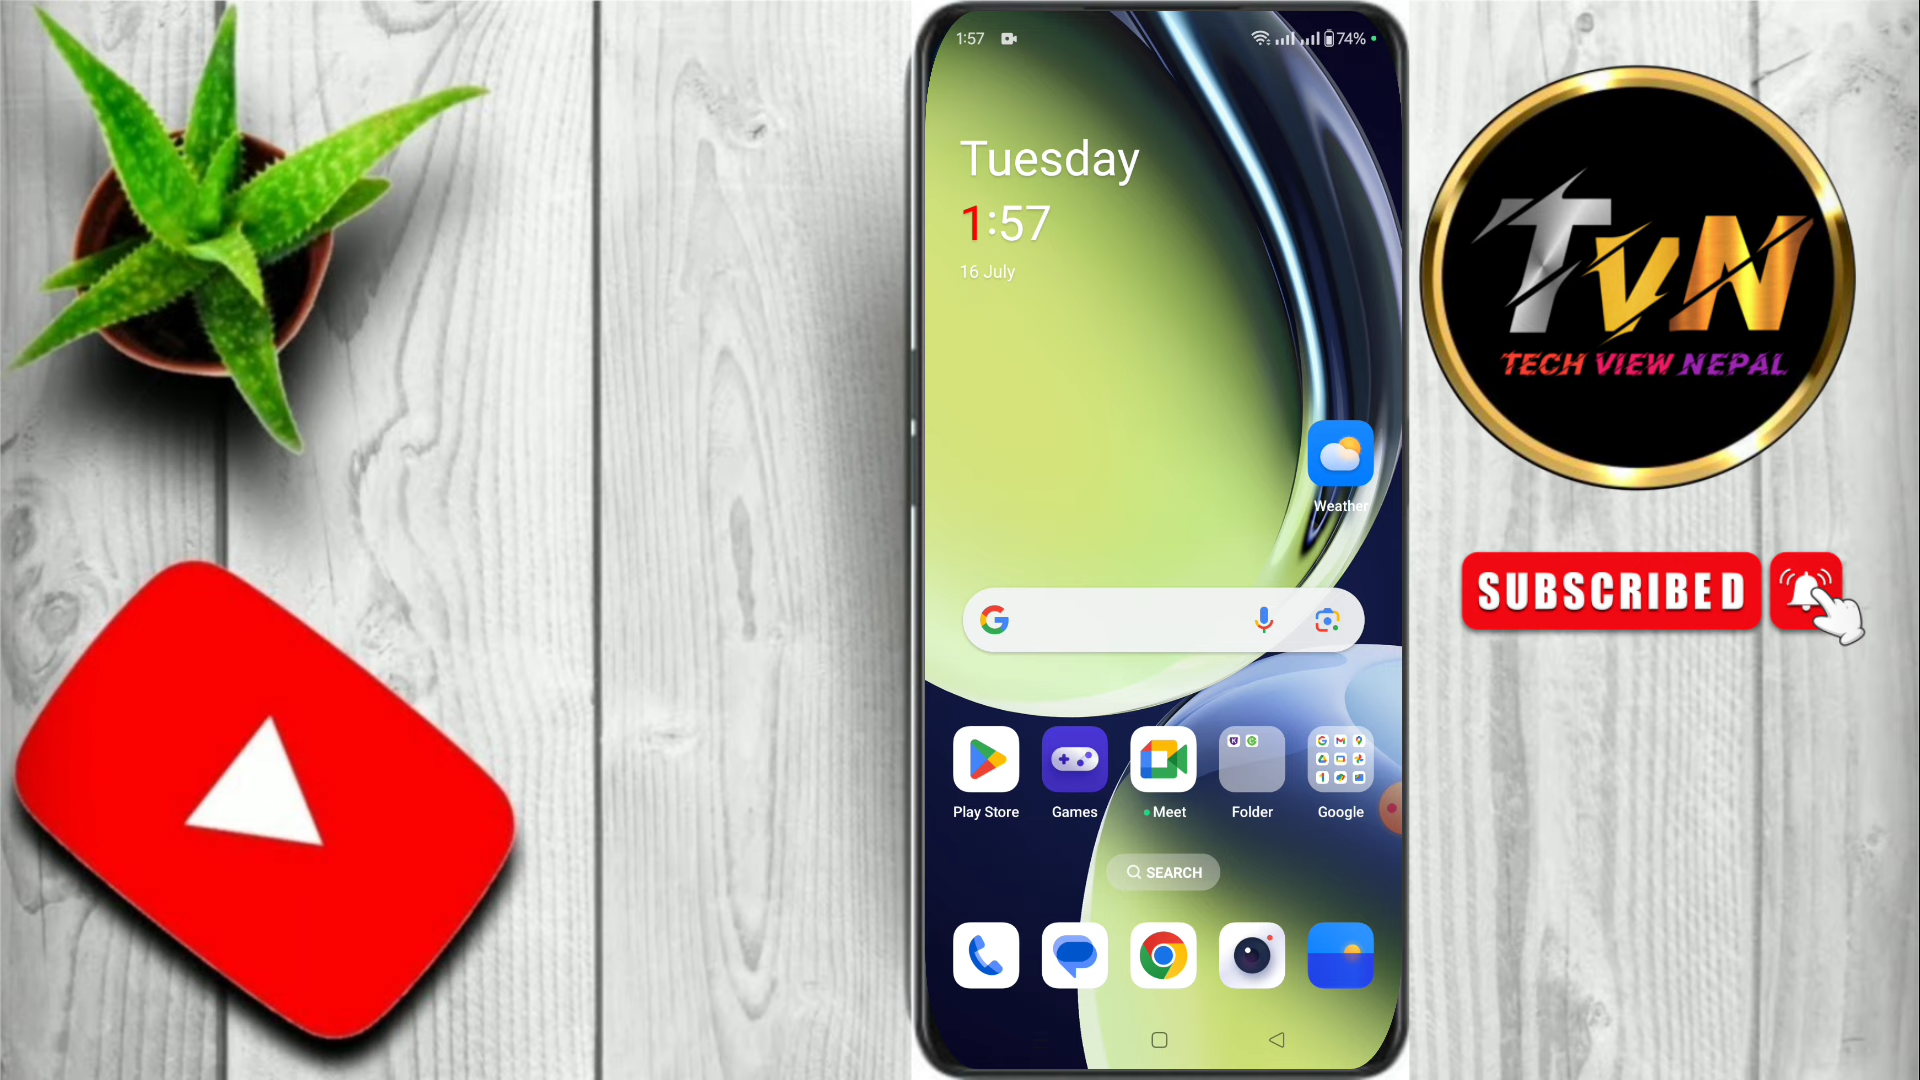 1:57
74%
Tuesday
1:57
16 July
Weather
Play Store
Games
Meet
Folder
Google
SEARCH
TvN
TECH VIEW NEPAL
SUBSCRIBED